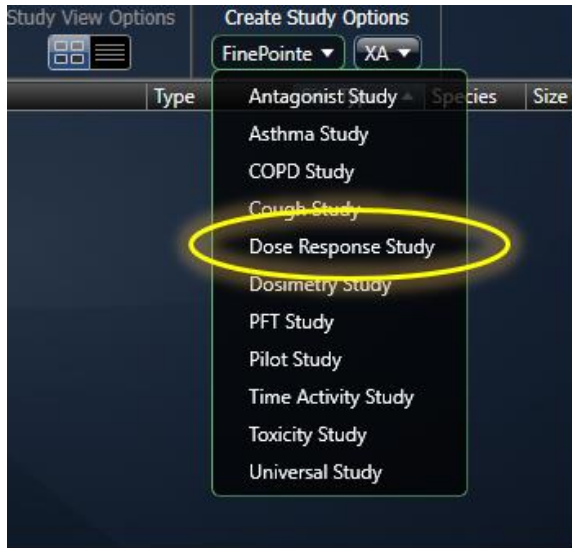 Study View Options Create Study Options
FinePointe ▼ XA ▼
Type Species Size
Antagonist Study
Asthma Study
COPD Study
Cough Study
Dose Response Study
Dosimetry Study
PFT Study
Pilot Study
Time Activity Study
Toxicity Study
Universal Study